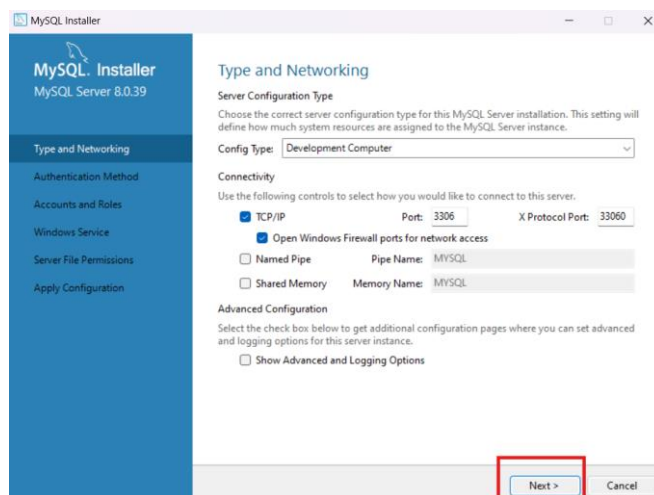 MySQL Installer
MySQL. Installer
MySQL Server 8.0.39
Type and Networking
Authentication Method
Accounts and Roles
Windows Service
Server File Permissions
Apply Configuration
Type and Networking
Server Configuration Type
Choose the correct server configuration type for this MySQL Server installation. This setting will
define how much system resources are assigned to the MySQL Server instance.
Config Type: Development Computer
Connectivity
Use the following controls to select how you would like to connect to this server.
TCP/IP Port: 3306 X Protocol Port: 33060
Open Windows Firewall ports for network access
Named Pipe Pipe Name: MYSQL
Shared Memory Memory Name: MYSQL
Advanced Configuration
Select the check box below to get additional configuration pages where you can set advanced
and logging options for this server instance.
Show Advanced and Logging Options
Next > Cancel